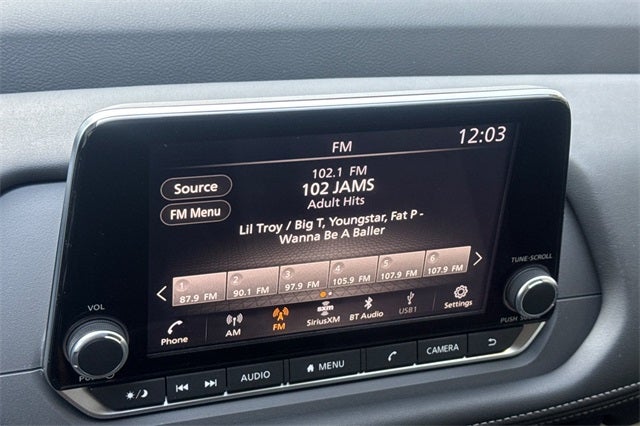 FM
12:03
102.1 FM
Source
102 JAMS
Adult Hits
FM Menu
Lil Troy / Big T, Youngstar, Fat P -
Wanna Be A Baller
1 2 3 4 5 6
87.9 FM 90.1 FM 97.9 FM 105.9 FM 107.9 FM 107.9 FM
TUNE·SCROLL
VOL
Phone
AM
FM
sxm
SiriusXM
BT Audio
USB1
Settings
PUSH
AUDIO
MENU
CAMERA